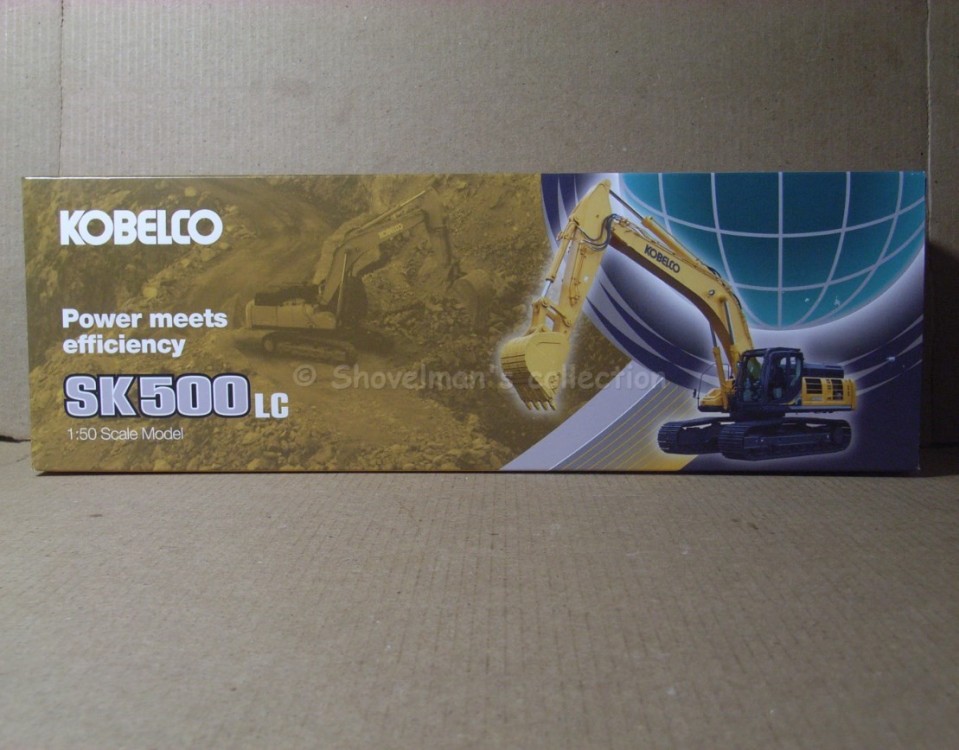 KOBELCO
Power meets
efficiency
SK500 LC
1:50 Scale Model
KOBELCO
© Shovelman's collection